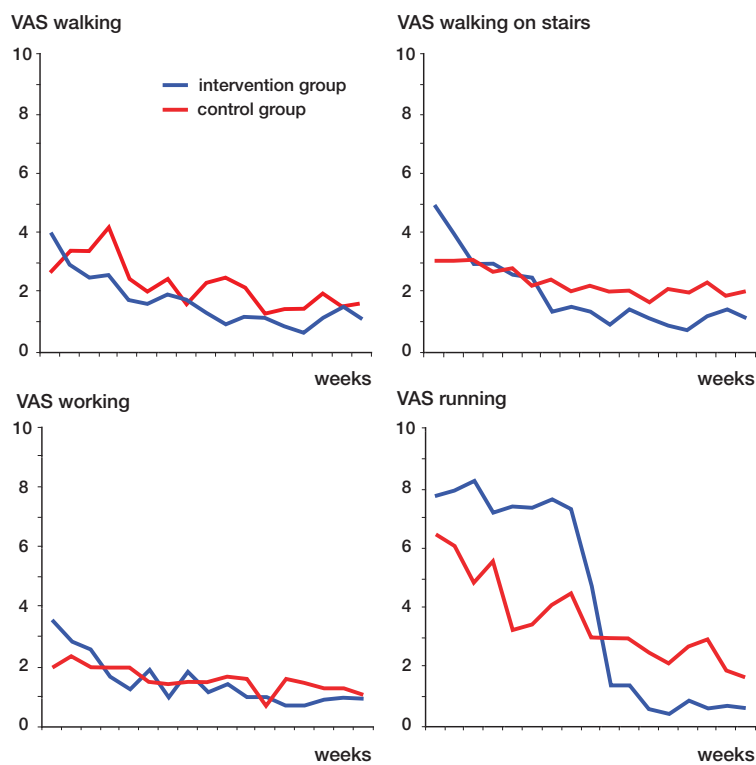 VAS walking
10
8
6
4
2
0
intervention group
control group
weeks
VAS walking on stairs
10
8
6
4
2
0
weeks
VAS working
10
8
6
4
2
0
weeks
VAS running
10
8
6
4
2
0
weeks